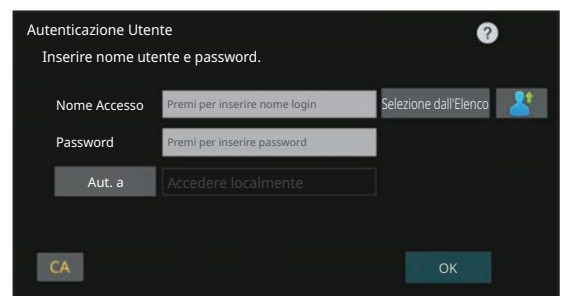 Autenticazione Utente
?
Inserire nome utente e password.
Nome Accesso Premi per inserire nome login Selezione dall'Elenco
Password Premi per inserire password
Aut. a Accedere localmente
CA OK